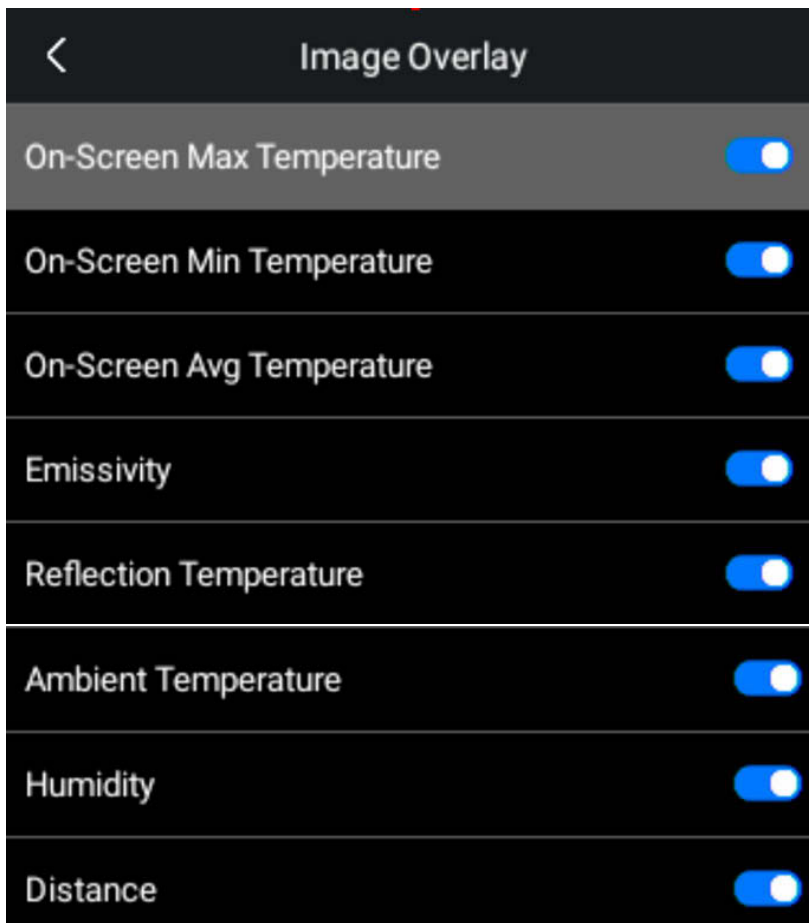 Image Overlay
On-Screen Max Temperature
On-Screen Min Temperature
On-Screen Avg Temperature
Emissivity
Reflection Temperature
Ambient Temperature
Humidity
Distance